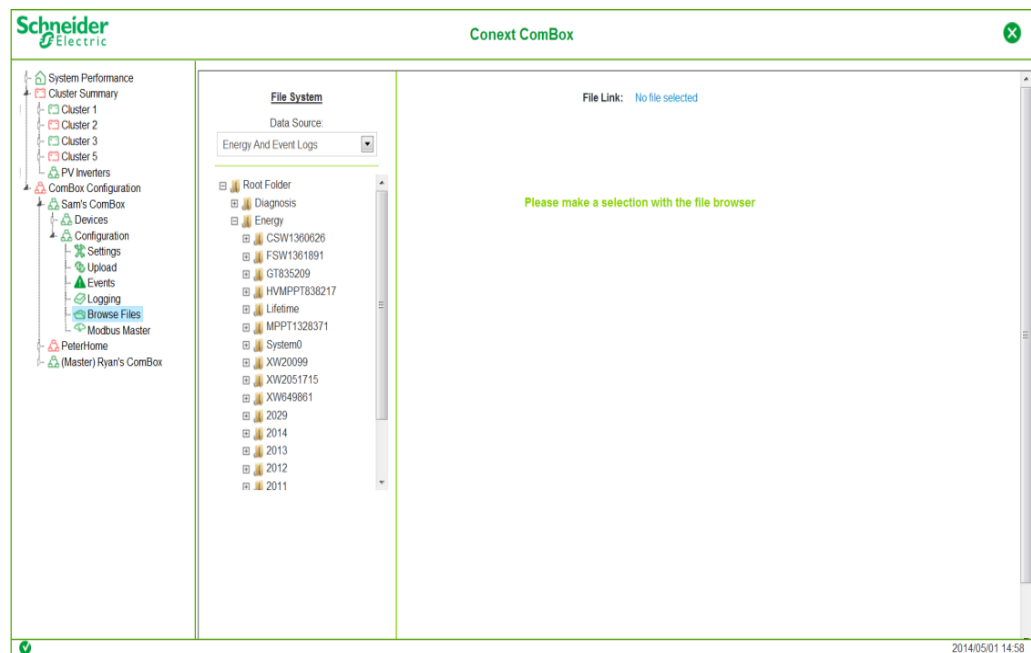 Schneider
Electric
Conext ComBox
System Performance
Cluster Summary
Cluster 1
Cluster 2
Cluster 3
Cluster 5
PV Inverters
ComBox Configuration
Sam's ComBox
Devices
Configuration
Settings
Upload
Events
Logging
Browse Files
Modbus Master
PeterHome
(Master) Ryan's ComBox
File System
Data Source:
Energy And Event Logs
Root Folder
Diagnosis
Energy
CSW1360626
FSW1361891
GT835209
HVMPPT838217
Lifetime
MPPT1328371
System0
XW20099
XW2051715
XW649861
2029
2014
2013
2012
2011
File Link: No file selected
Please make a selection with the file browser
2014/05/01 14:58